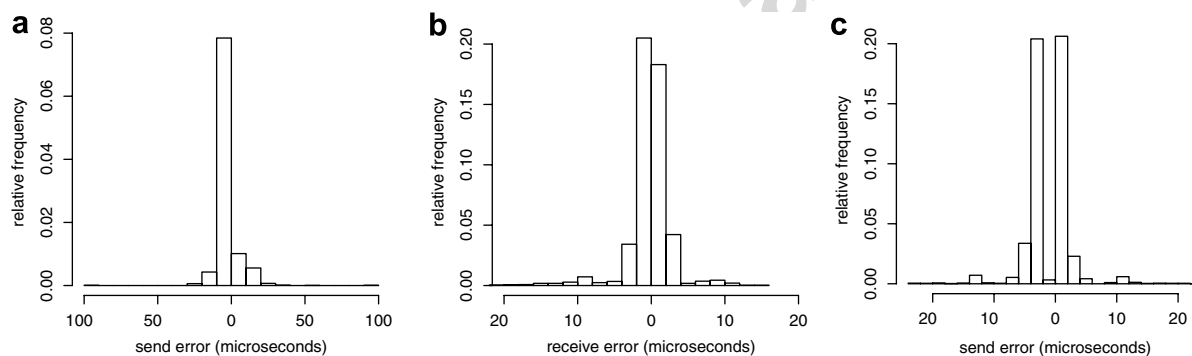 a
0.08
0.06
0.04
0.02
0.00
relative frequency
100 50 0 50 100
send error (microseconds)
b
0.20
0.15
0.10
0.05
0.00
relative frequency
20 10 0 10 20
receive error (microseconds)
c
0.20
0.15
0.10
0.05
0.00
relative frequency
20 10 0 10 20
send error (microseconds)